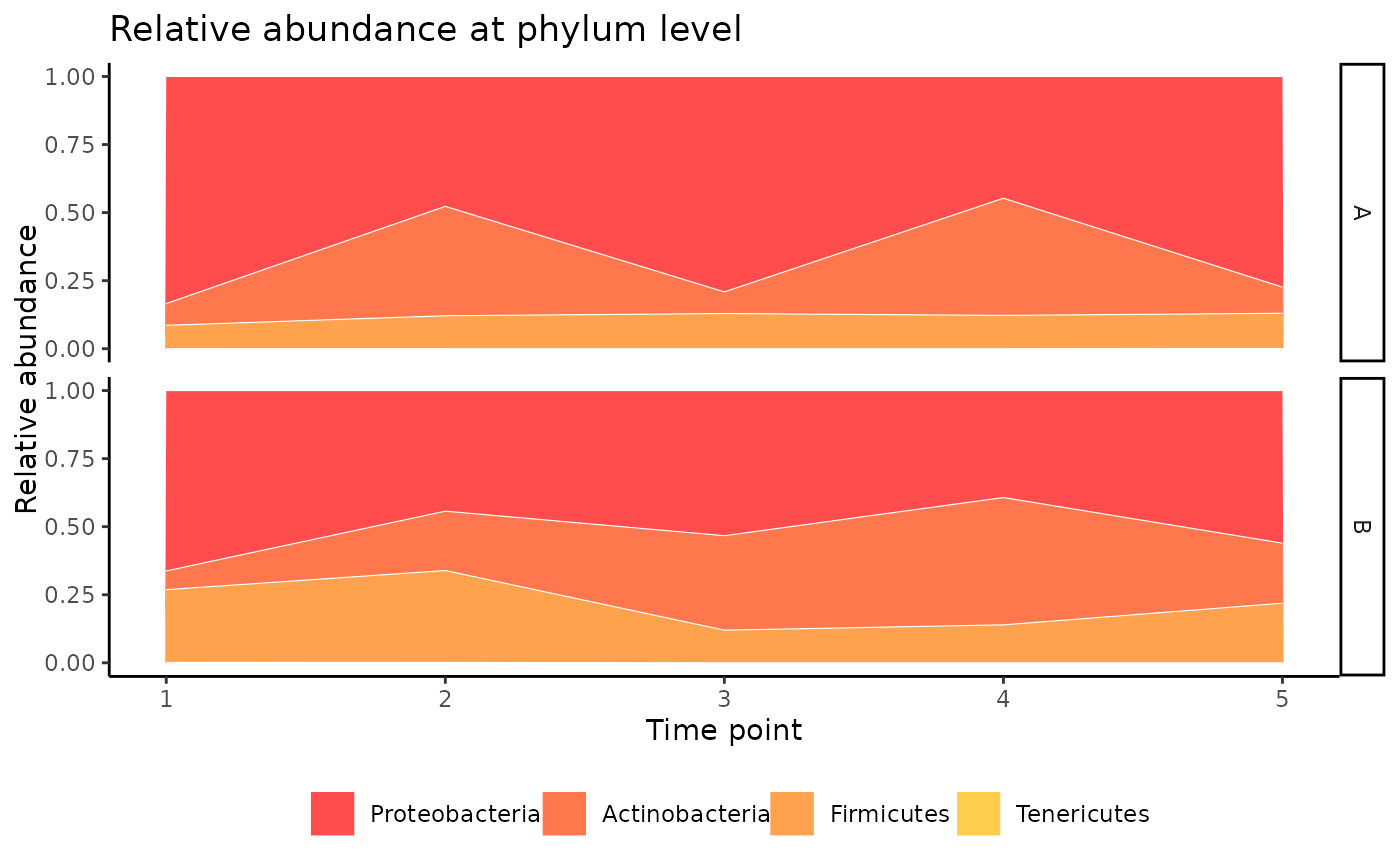 Relative abundance at phylum level
Relative abundance
1.00
0.75
0.50
0.25
0.00
A
1.00
0.75
0.50
0.25
0.00
B
1 2 3 4 5
Time point
Proteobacteria Actinobacteria Firmicutes Tenericutes